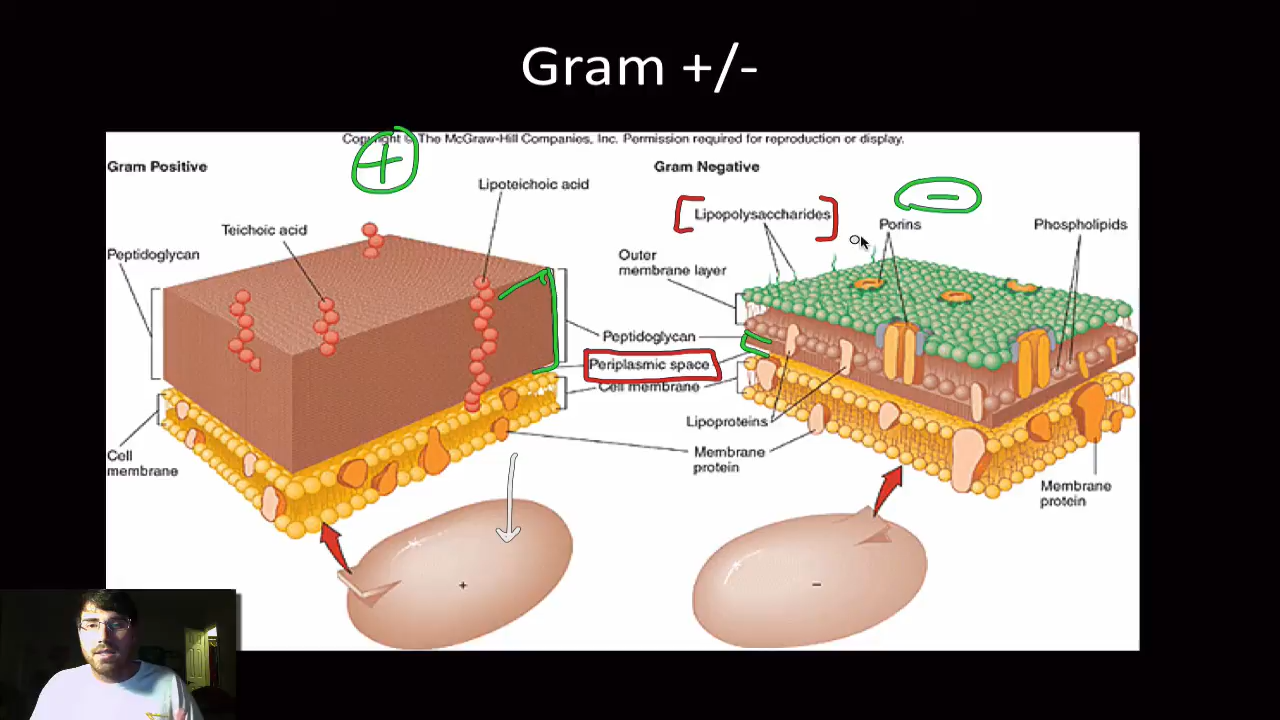 Gram +/-
Copyright © The McGraw-Hill Companies, Inc. Permission required for reproduction or display.
Gram Positive
+
Gram Negative
-
Lipoteichoic acid
Teichoic acid
Peptidoglycan
Cell
membrane
+
[Lipopolysaccharides]
Porins
Phospholipids
Outer
membrane layer
Peptidoglycan
Periplasmic space
Cell membrane
Lipoproteins
Membrane
protein
Membrane
protein
−